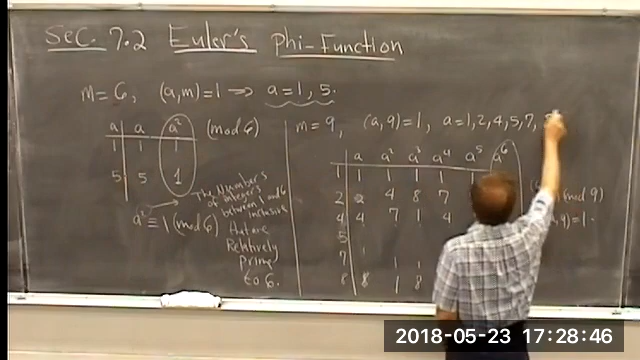 Sec. 7.2 Euler's phi-Function
m = 6, (a,m)=1 ⟹ a = 1, 5.
a | a a² (mod 6)
1 | 1 1
5 | 5 1
a² ≡ 1 (mod 6)
The Number
of integers
between 1 and 6
inclusive
that are
Relatively
prime
to 6.
m = 9, (a,9)=1, a=1,2,4,5,7,
a a² a³ a⁴ a⁵ a⁶
1 | 1 1 1 1
2 | 2 4 8 7
4 | 4 7 1 4
5
7 1 1
8 | 8 1 8
mod 9)
,9)=1.
2018-05-23 17:28:46